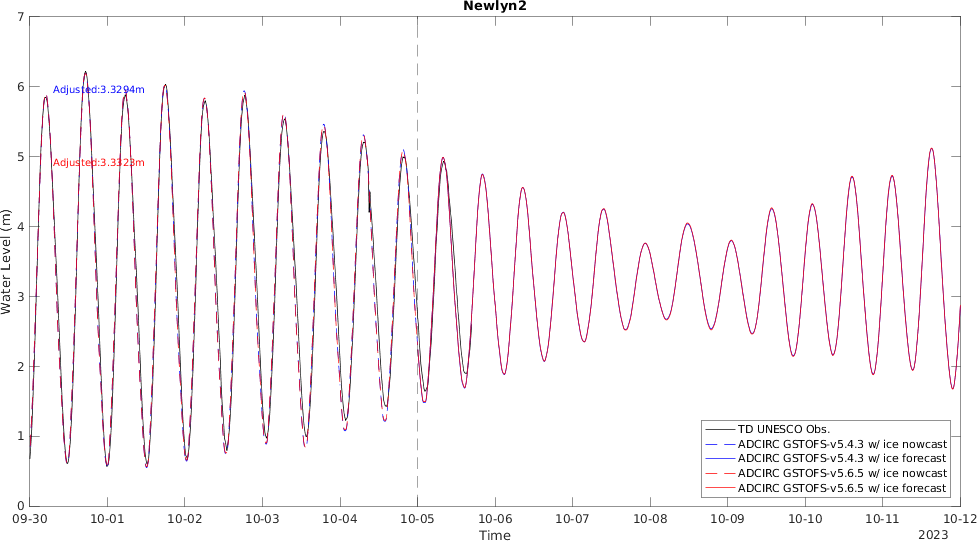 Newlyn2
7
6
5
4
3
2
1
0
Water Level (m)
Adjusted:3.3294m
Adjusted:3.3323m
TD UNESCO Obs.
ADCIRC GSTOFS-v5.4.3 w/ ice nowcast
ADCIRC GSTOFS-v5.4.3 w/ ice forecast
ADCIRC GSTOFS-v5.6.5 w/ ice nowcast
ADCIRC GSTOFS-v5.6.5 w/ ice forecast
09-30 10-01 10-02 10-03 10-04 10-05 10-06 10-07 10-08 10-09 10-10 10-11 10-12
Time
2023